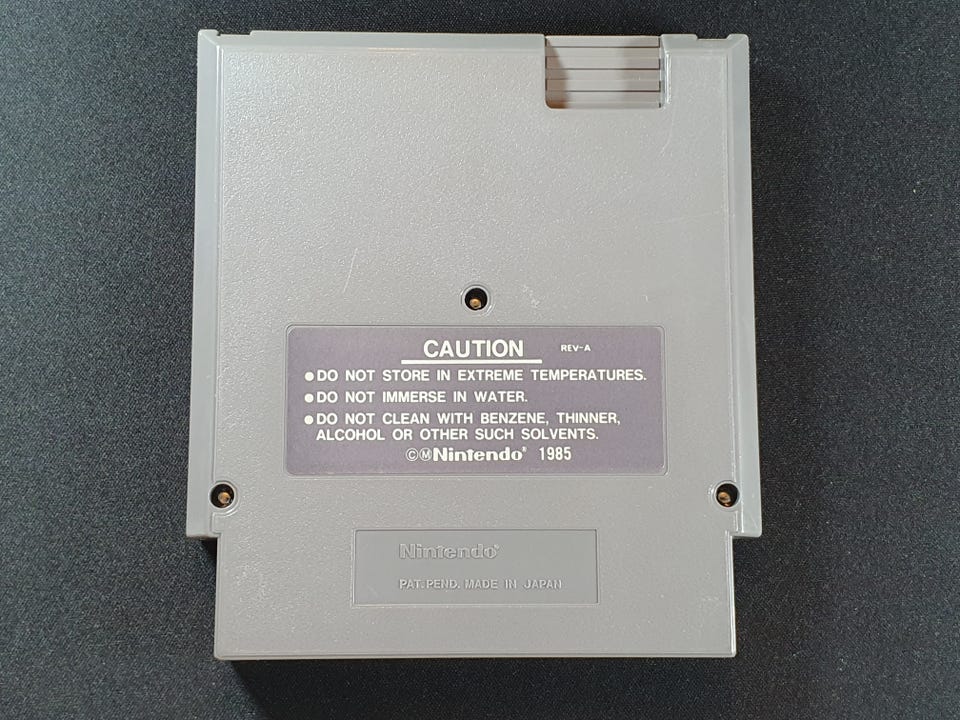 CAUTION REV-A
●DO NOT STORE IN EXTREME TEMPERATURES.
●DO NOT IMMERSE IN WATER.
●DO NOT CLEAN WITH BENZENE, THINNER,
ALCOHOL OR OTHER SUCH SOLVENTS.
ⒸⓂNintendo® 1985
Nintendo®
PAT. PEND. MADE IN JAPAN